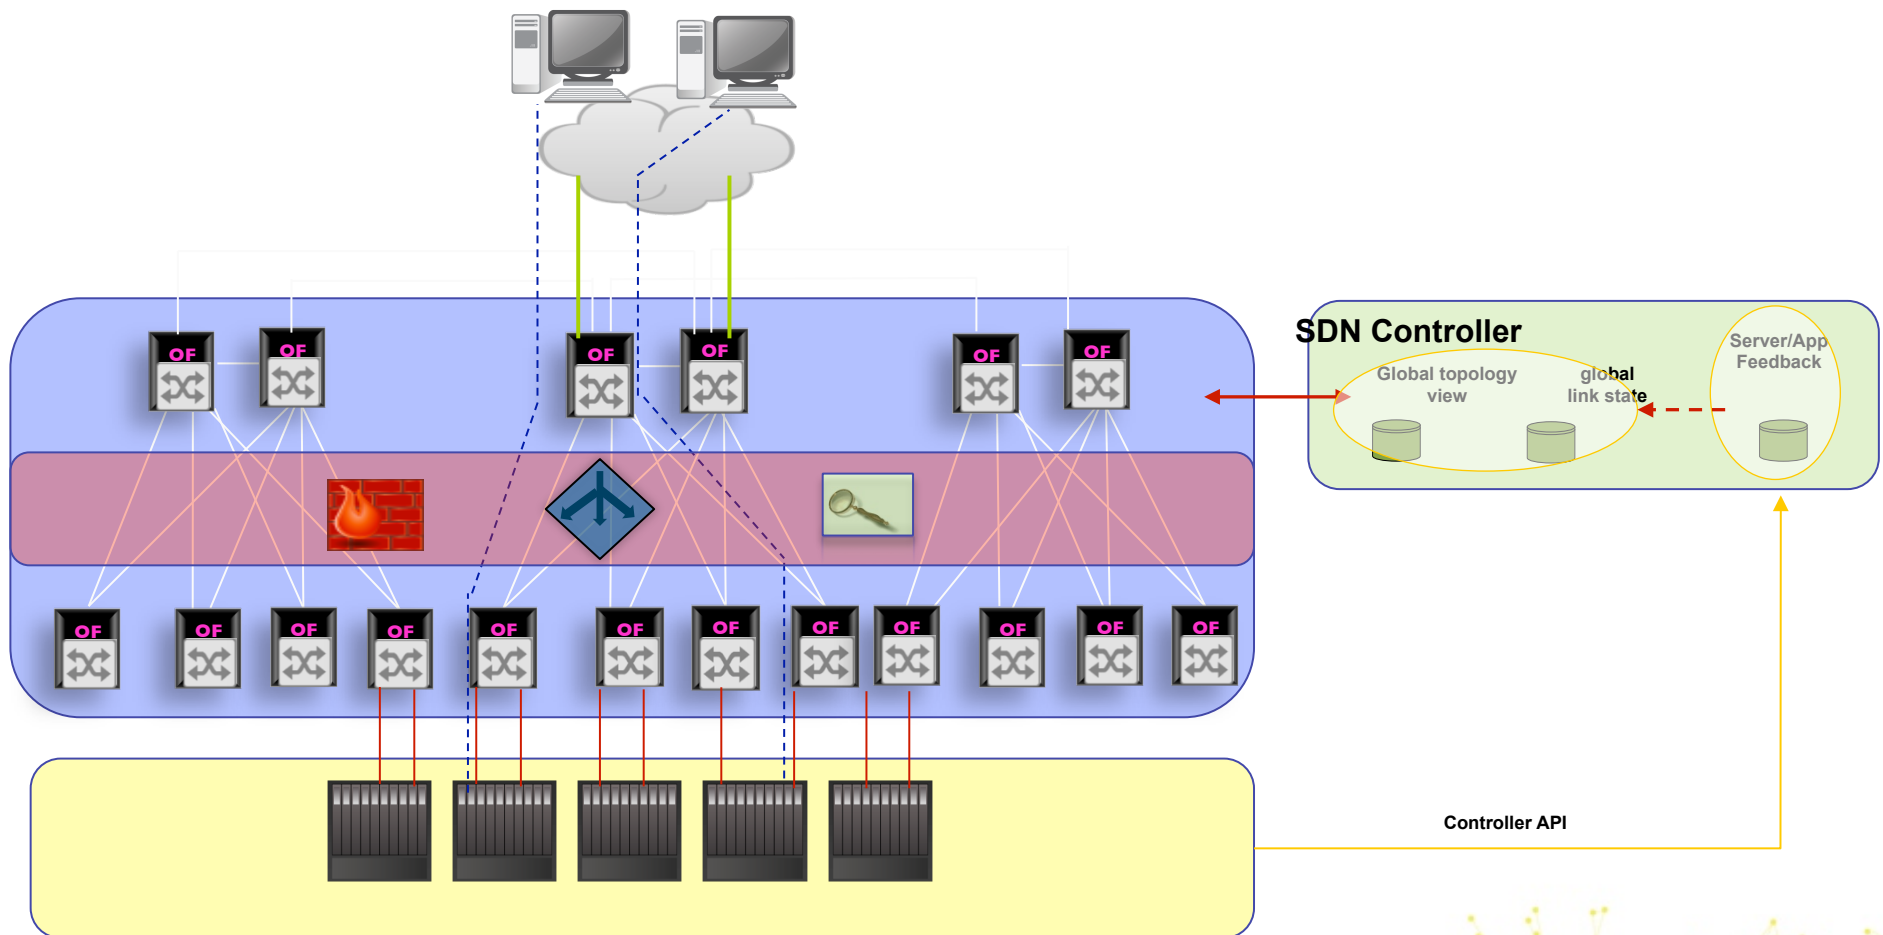 OF
OF
OF
OF
OF
OF
SDN Controller
Global topology
view
global
link state
Server/App
Feedback
OF
OF
OF
OF
OF
OF
OF
OF
OF
OF
OF
OF
Controller API